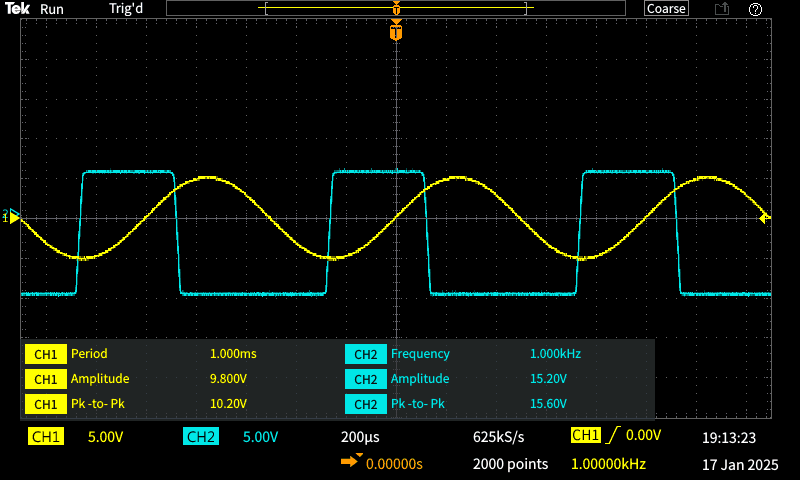 Tek Run Trig'd T Coarse ?
T
2
1
CH1 Period 1.000ms CH2 Frequency 1.000kHz
CH1 Amplitude 9.800V CH2 Amplitude 15.20V
CH1 Pk-to-Pk 10.20V CH2 Pk-to-Pk 15.60V
CH1 5.00V CH2 5.00V 200µs 625kS/s CH1 0.00V 19:13:23
0.00000s 2000 points 1.00000kHz 17 Jan 2025